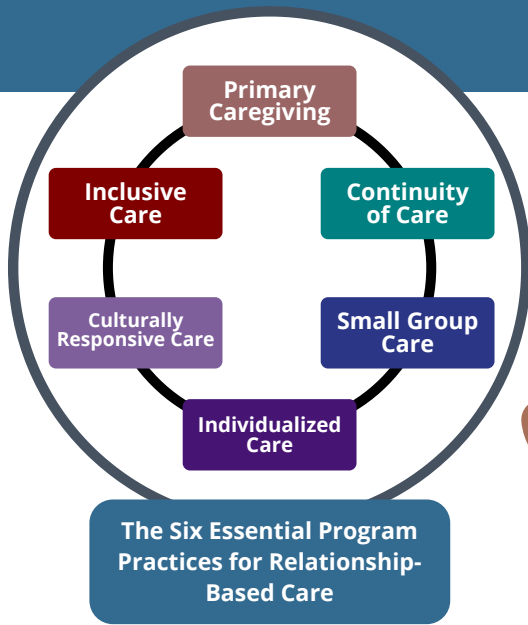 Primary
Caregiving
Inclusive
Care
Continuity
of Care
Culturally
Responsive Care
Small Group
Care
Individualized
Care
The Six Essential Program
Practices for Relationship-
Based Care